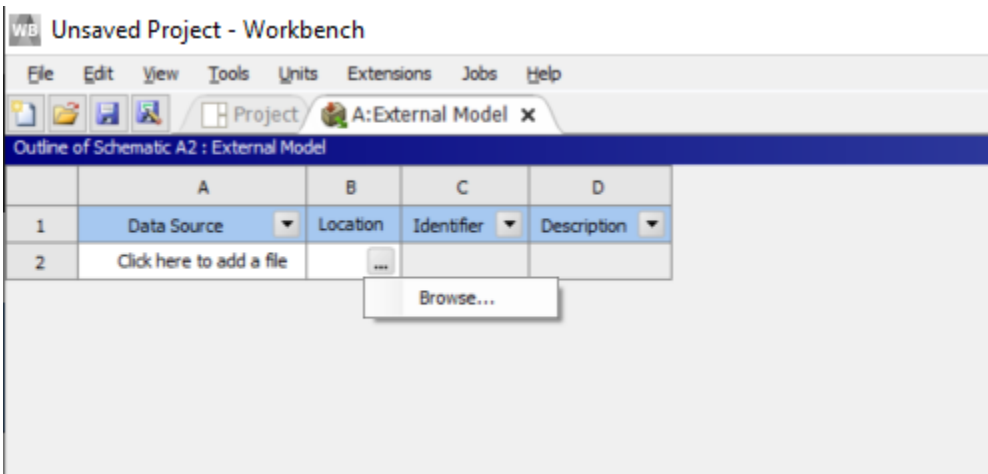 WB Unsaved Project - Workbench
File Edit View Tools Units Extensions Jobs Help
Project A:External Model
Outline of Schematic A2 : External Model
A B C D
1 Data Source Location Identifier Description
2 Click here to add a file ...
Browse...